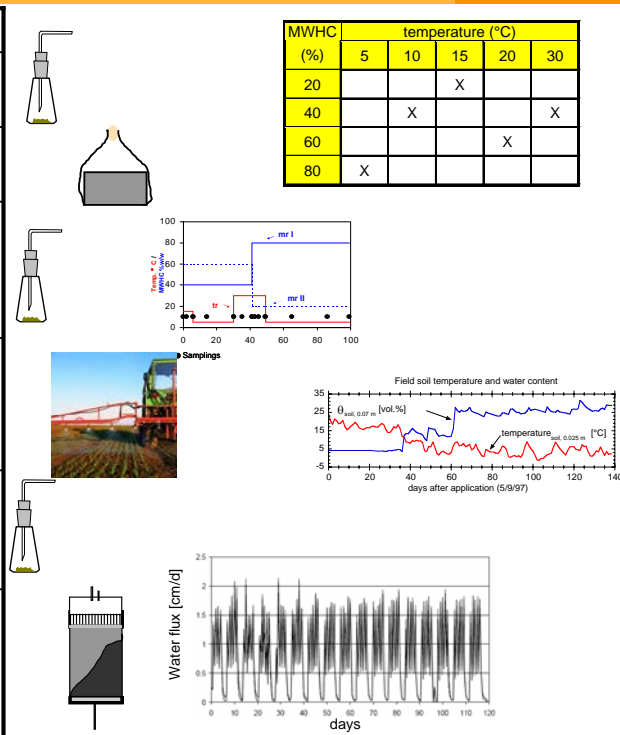 MWHC temperature (°C)
(%) 5 10 15 20 30
20 X
40 X X
60 X
80 X
100
80
60
40
20
0
Temp. ° C /
MWHC %w/w
mr I
tr
mr II
0 20 40 60 80 100
Samplings
Field soil temperature and water content
35
25
15
5
-5
θsoil, 0.07 m [vol.%]
temperature soil, 0.025 m [°C]
0 20 40 60 80 100 120 140
days after application (5/9/97)
2.5
2
1.5
1
0.5
0
Water flux [cm/d]
0 10 20 30 40 50 60 70 80 90 100 110 120
days